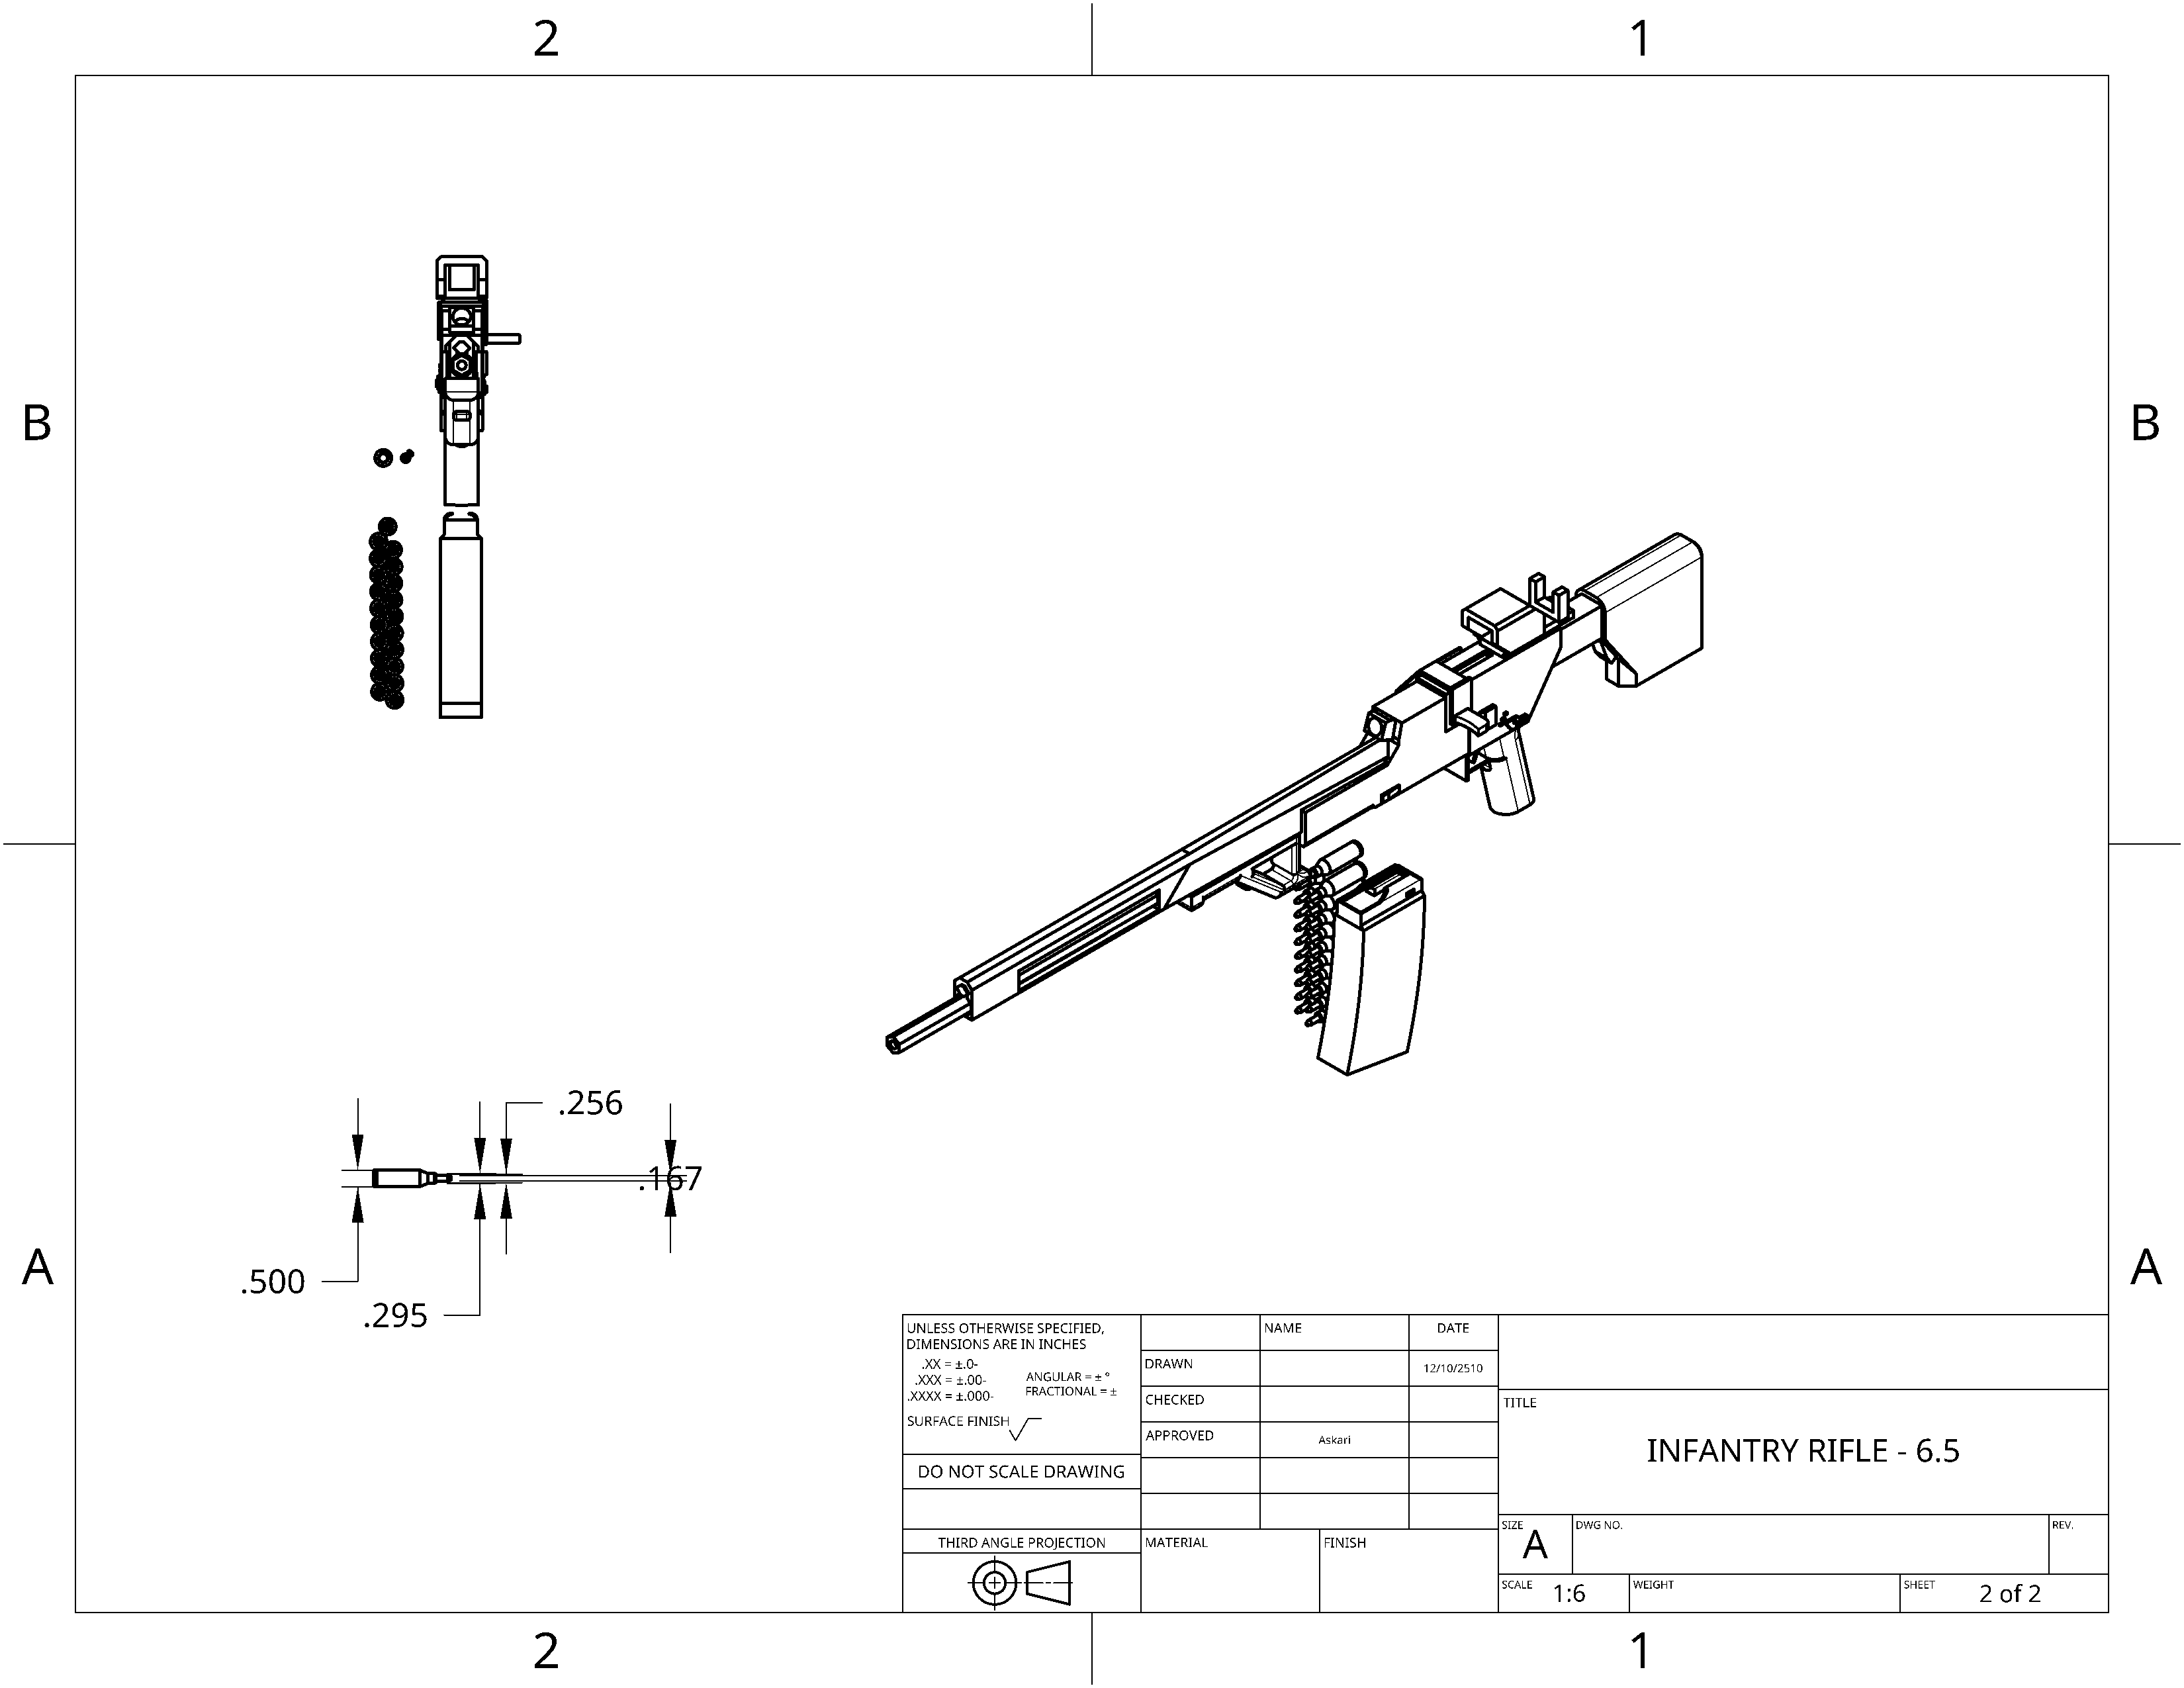 2
1
B
B
.256
.167
.500
.295
A
A
UNLESS OTHERWISE SPECIFIED,
DIMENSIONS ARE IN INCHES
.XX = ±.0-
.XXX = ±.00-
.XXXX = ±.000-
ANGULAR = ± °
FRACTIONAL = ±
SURFACE FINISH
DO NOT SCALE DRAWING
THIRD ANGLE PROJECTION
NAME
DATE
DRAWN
12/10/2510
CHECKED
APPROVED
Askari
MATERIAL
FINISH
TITLE
INFANTRY RIFLE - 6.5
SIZE
A
DWG NO.
REV.
SCALE
1:6
WEIGHT
SHEET
2 of 2
2
1